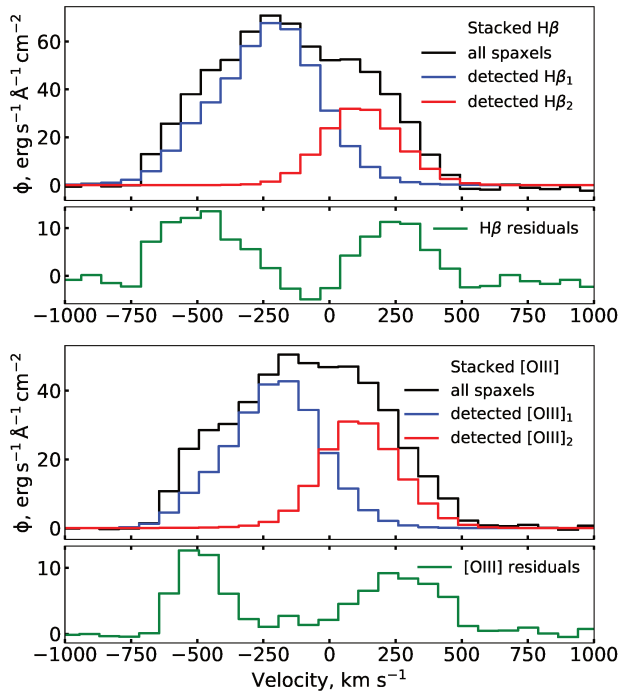 Stacked Hβ
all spaxels
detected Hβ₁
detected Hβ₂
60
40
20
0
ϕ, erg s⁻¹ Å⁻¹ cm⁻²
Hβ residuals
10
0
−1000 −750 −500 −250 0 250 500 750 1000
Stacked [OIII]
all spaxels
detected [OIII]₁
detected [OIII]₂
40
20
0
ϕ, erg s⁻¹ Å⁻¹ cm⁻²
[OIII] residuals
10
0
−1000 −750 −500 −250 0 250 500 750 1000
Velocity, km s⁻¹